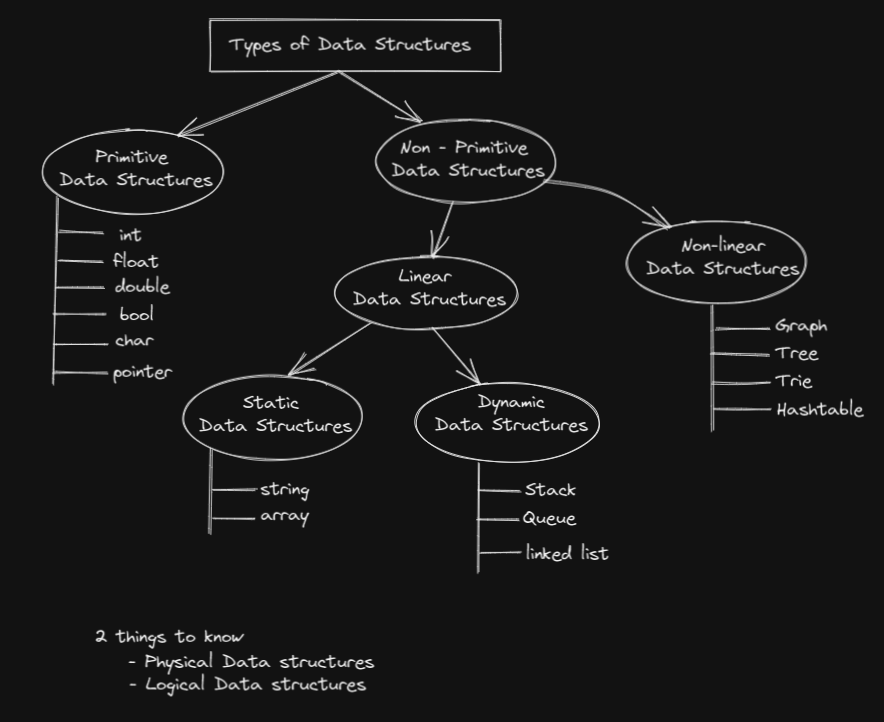 Types of Data Structures
Primitive
Data Structures
int
float
double
bool
char
pointer
Non - Primitive
Data Structures
Linear
Data Structures
Static
Data Structures
string
array
Dynamic
Data Structures
Stack
Queue
linked list
Non-linear
Data Structures
Graph
Tree
Trie
Hashtable
2 things to know
- Physical Data structures
- Logical Data structures